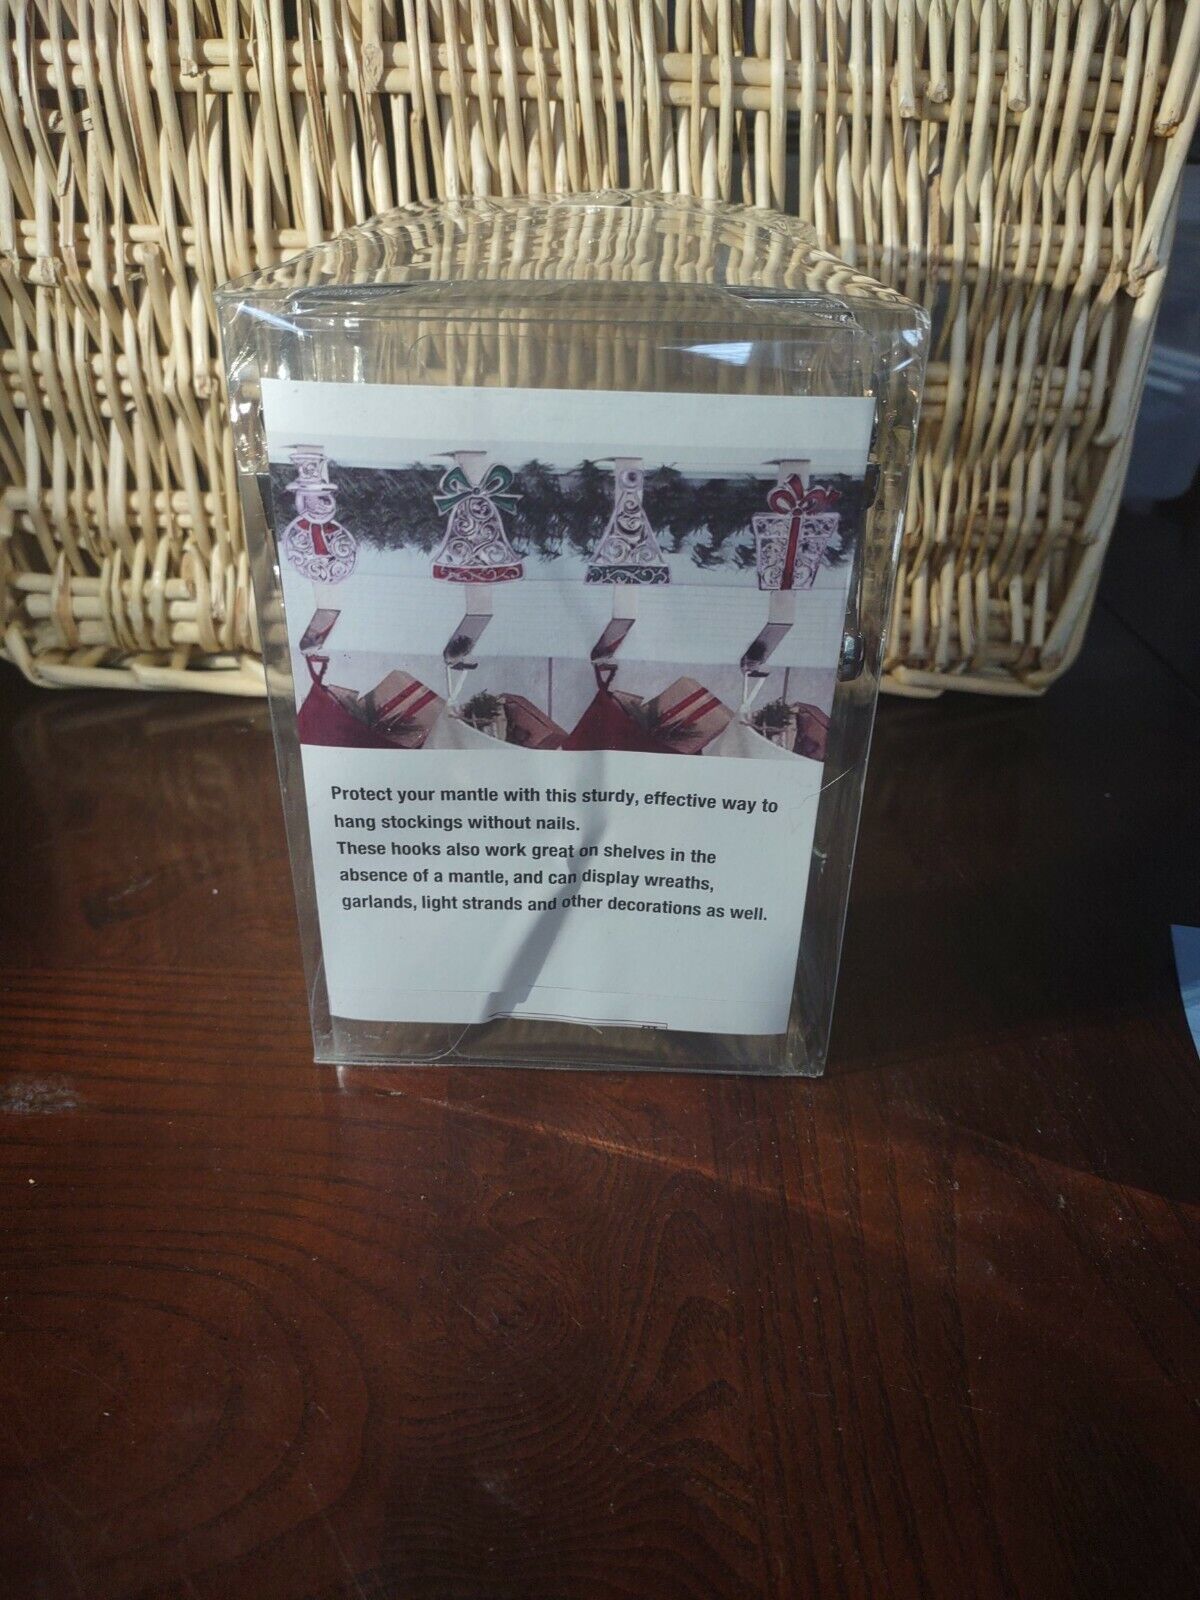 Protect your mantle with this sturdy, effective way to
hang stockings without nails.
These hooks also work great on shelves in the
absence of a mantle, and can display wreaths,
garlands, light strands and other decorations as well.